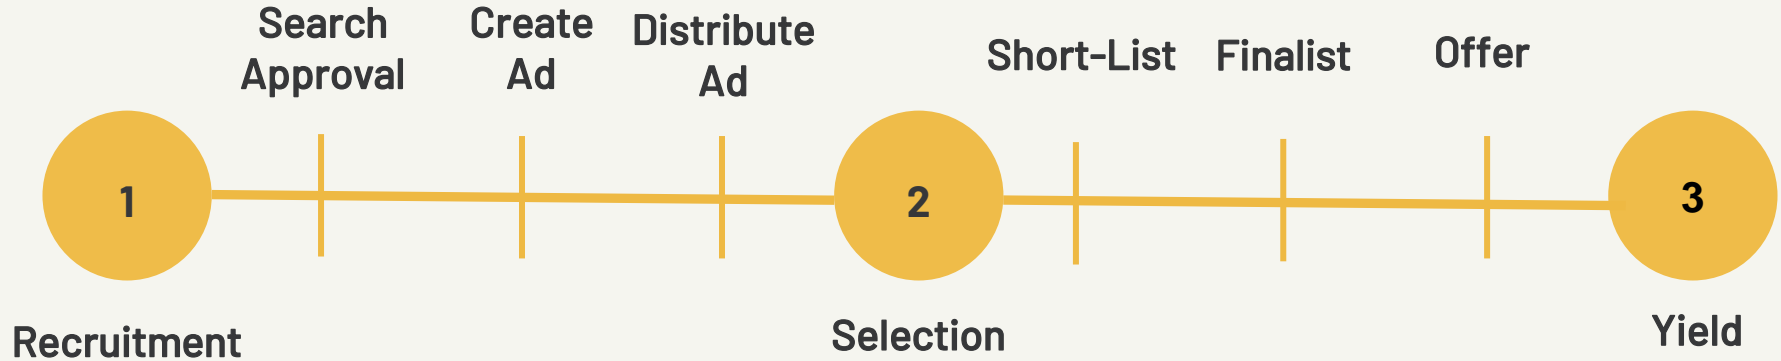 Search
Approval
Create
Ad
Distribute
Ad
Short-List
Finalist
Offer
1
2
3
Recruitment
Selection
Yield